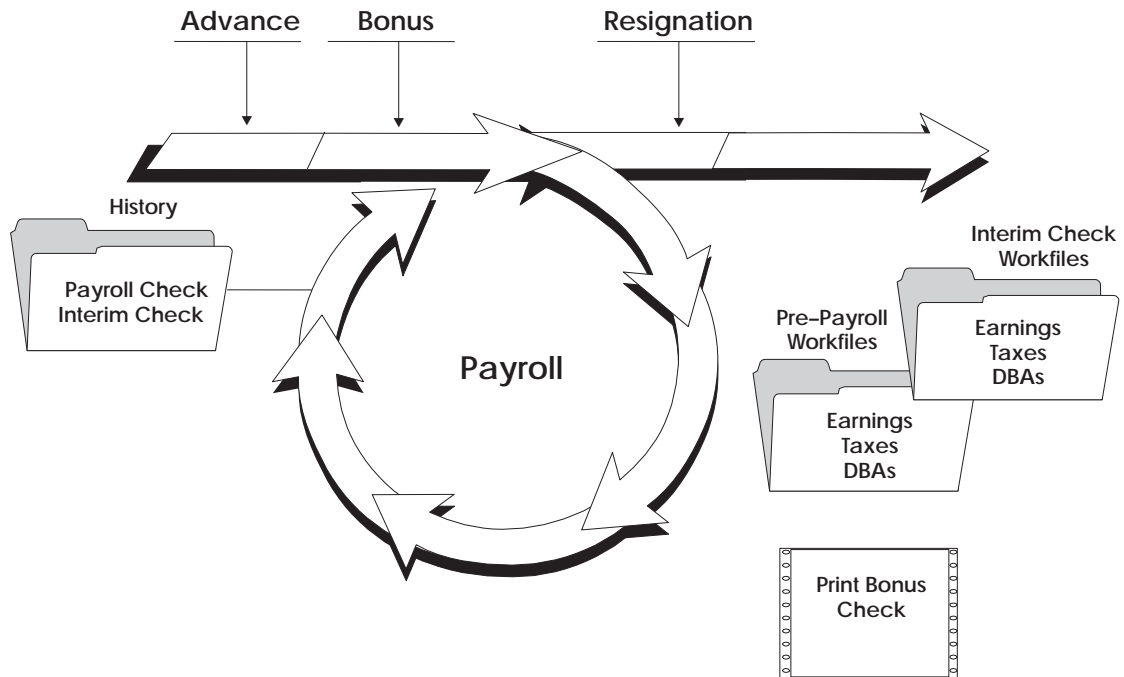 Advance
Bonus
Resignation
History
Payroll Check
Interim Check
Payroll
Interim Check
Workfiles
Earnings
Taxes
DBAs
Pre–Payroll
Workfiles
Earnings
Taxes
DBAs
Print Bonus
Check